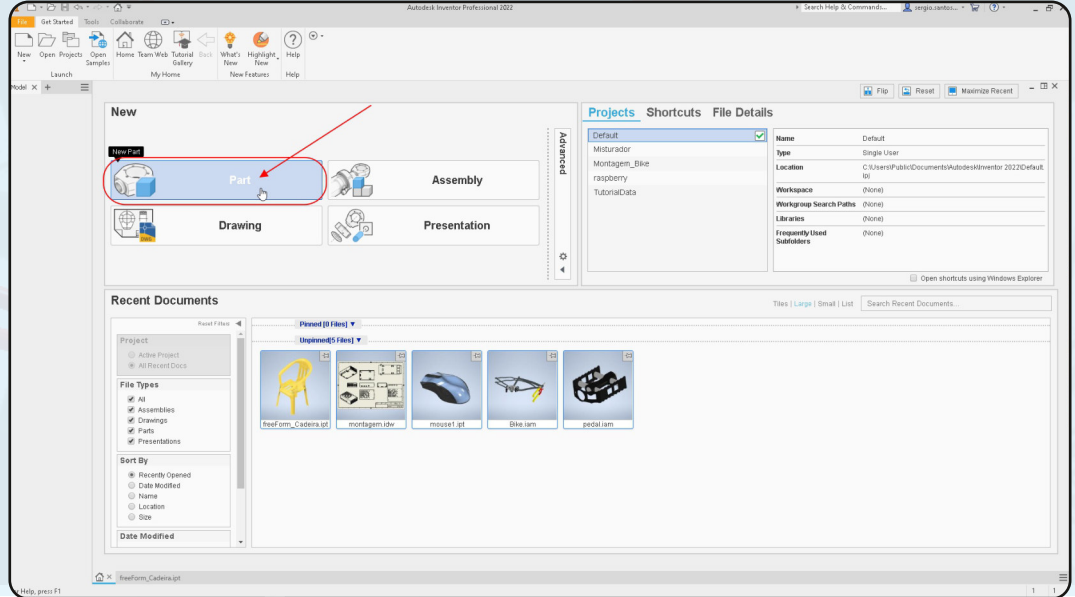 Autodesk Inventor Professional 2022
Search Help & Commands...
sergio.santos...
File
Get Started
Tools
Collaborate
New
Open
Projects
Open Samples
Home
Team Web
Tutorial Gallery
Back
What's New
Highlight New
Help
Launch
My Home
New Features
Help
Model
Flip
Reset
Maximize Recent
New
New Part
Part
Assembly
Drawing
Presentation
Advanced
Projects
Shortcuts
File Details
Default
Misturador
Montagem_Bike
raspberry
TutorialData
Name Default
Type Single User
Location C:\Users\Public\Documents\Autodesk\Inventor 2022\Default.
ipj
Workspace (None)
Workgroup Search Paths (None)
Libraries (None)
Frequently Used (None)
Subfolders
Open shortcuts using Windows Explorer
Recent Documents
Tiles | Large | Small | List
Search Recent Documents...
Reset Filters
Project
Active Project
All Recent Docs
File Types
All
Assemblies
Drawings
Parts
Presentations
Sort By
Recently Opened
Date Modified
Name
Location
Size
Date Modified
Pinned [0 Files]
Unpinned[5 Files]
freeForm_Cadeira.ipt
montagem.idw
mouse1.ipt
Bike.iam
pedal.iam
freeForm_Cadeira.ipt
Help, press F1
1 1